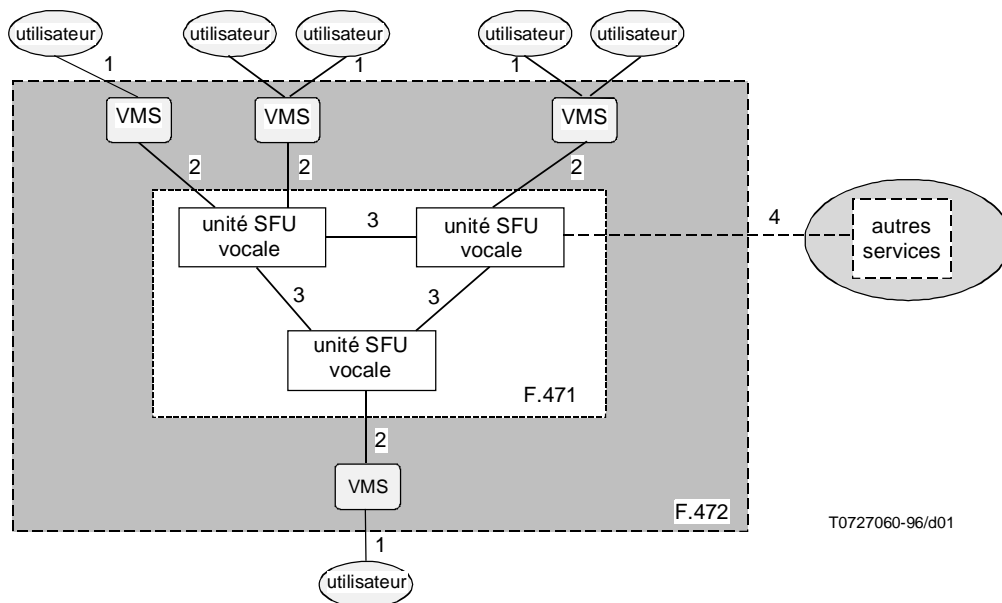 utilisateur
utilisateur
utilisateur
utilisateur
utilisateur
1
1
1
VMS
VMS
VMS
2
2
2
unité SFU
vocale
3
unité SFU
vocale
4
autres
services
3
3
unité SFU
vocale
F.471
2
VMS
F.472
T0727060-96/d01
1
utilisateur